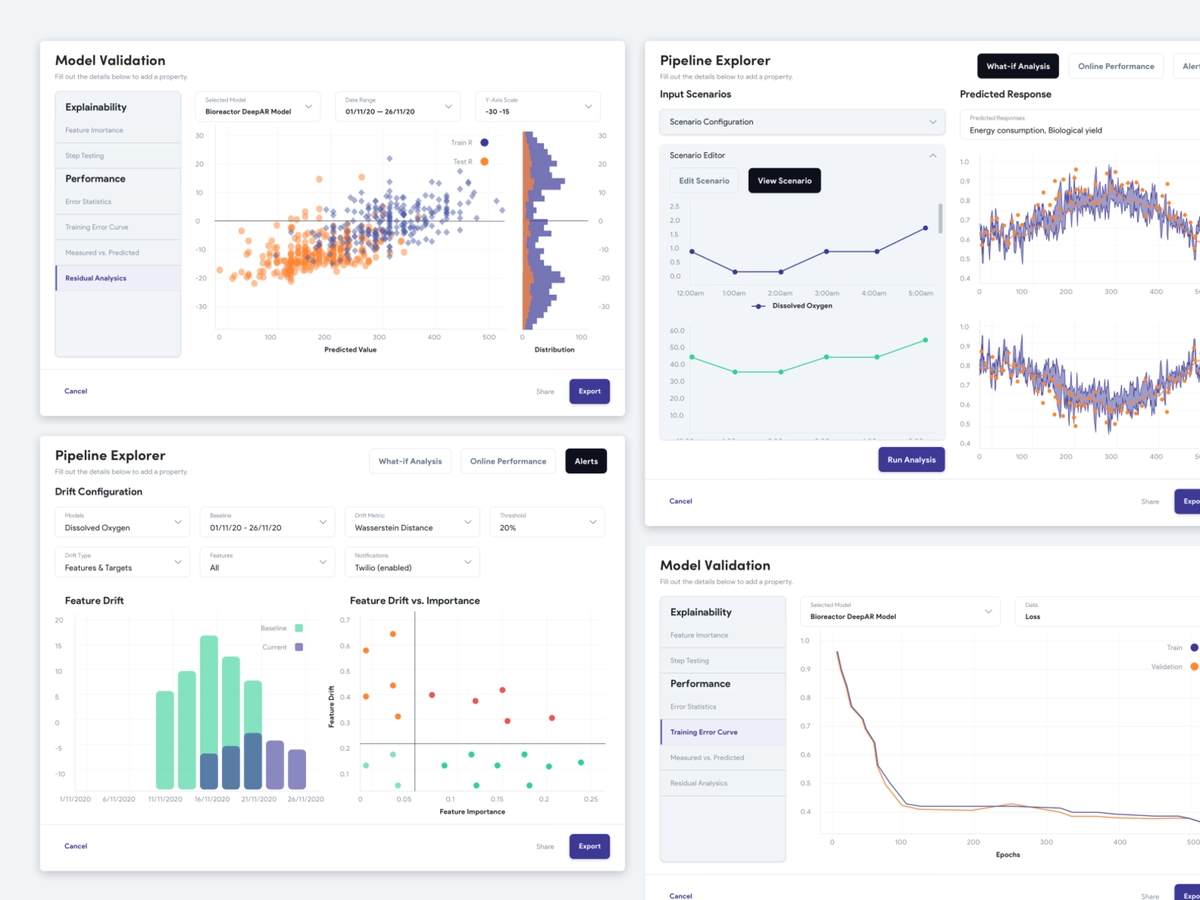 Model Validation
Fill out the details below to add a property.
Explainability
Feature Imortance
Step Testing
Performance
Error Statistics
Training Error Curve
Measured vs. Predicted
Residual Analysics
Selected Model
Bioreactor DeepAR Model
Date Range
01/11/20 — 26/11/20
Y-Axis Scale
-30 -15
Train R
Test R
30
20
10
0
-10
-20
-30
0 100 200 300 400 500
Predicted Value
30
20
10
0
-10
-20
-30
0 100
Distribution
Cancel
Share
Export
Pipeline Explorer
Fill out the details below to add a property.
What-if Analysis
Online Performance
Alert
Input Scenarios
Scenario Configuration
Scenario Editor
Edit Scenario
View Scenario
2.5
2.0
1.5
1.0
0.5
0.0
12:00am 1:00am 2:00am 3:00am 4:00am 5:00am
Dissolved Oxygen
60.0
50.0
40.0
30.0
20.0
10.0
Run Analysis
Predicted Response
Predicted Responses
Energy consumption, Biological yield
1.0
0.9
0.8
0.7
0.6
0.5
0.4
0 100 200 300 400
1.0
0.9
0.8
0.7
0.6
0.5
0.4
0 100 200 300 400
Cancel
Share
Expo
Pipeline Explorer
Fill out the details below to add a property.
What-if Analysis
Online Performance
Alerts
Drift Configuration
Models
Dissolved Oxygen
Baseline
01/11/20 - 26/11/20
Drift Metric
Wasserstein Distance
Threshold
20%
Drift Type
Features & Targets
Features
All
Notifications
Twilio (enabled)
Feature Drift
Baseline
Current
20
15
10
5
0
-5
-10
1/11/2020 6/11/2020 11/11/2020 16/11/2020 21/11/2020 26/11/2020
Feature Drift vs. Importance
Feature Drift
0.7
0.6
0.5
0.4
0.3
0.2
0.1
0 0.05 0.1 0.15 0.2 0.25
Feature Importance
Cancel
Share
Export
Model Validation
Fill out the details below to add a property.
Explainability
Feature Imortance
Step Testing
Performance
Error Statistics
Training Error Curve
Measured vs. Predicted
Residual Analysics
Selected Model
Bioreactor DeepAR Model
Data
Loss
Train
Validation
1.0
0.9
0.8
0.7
0.6
0.5
0.4
0 100 200 300 400 500
Epochs
Cancel
Share
Expo